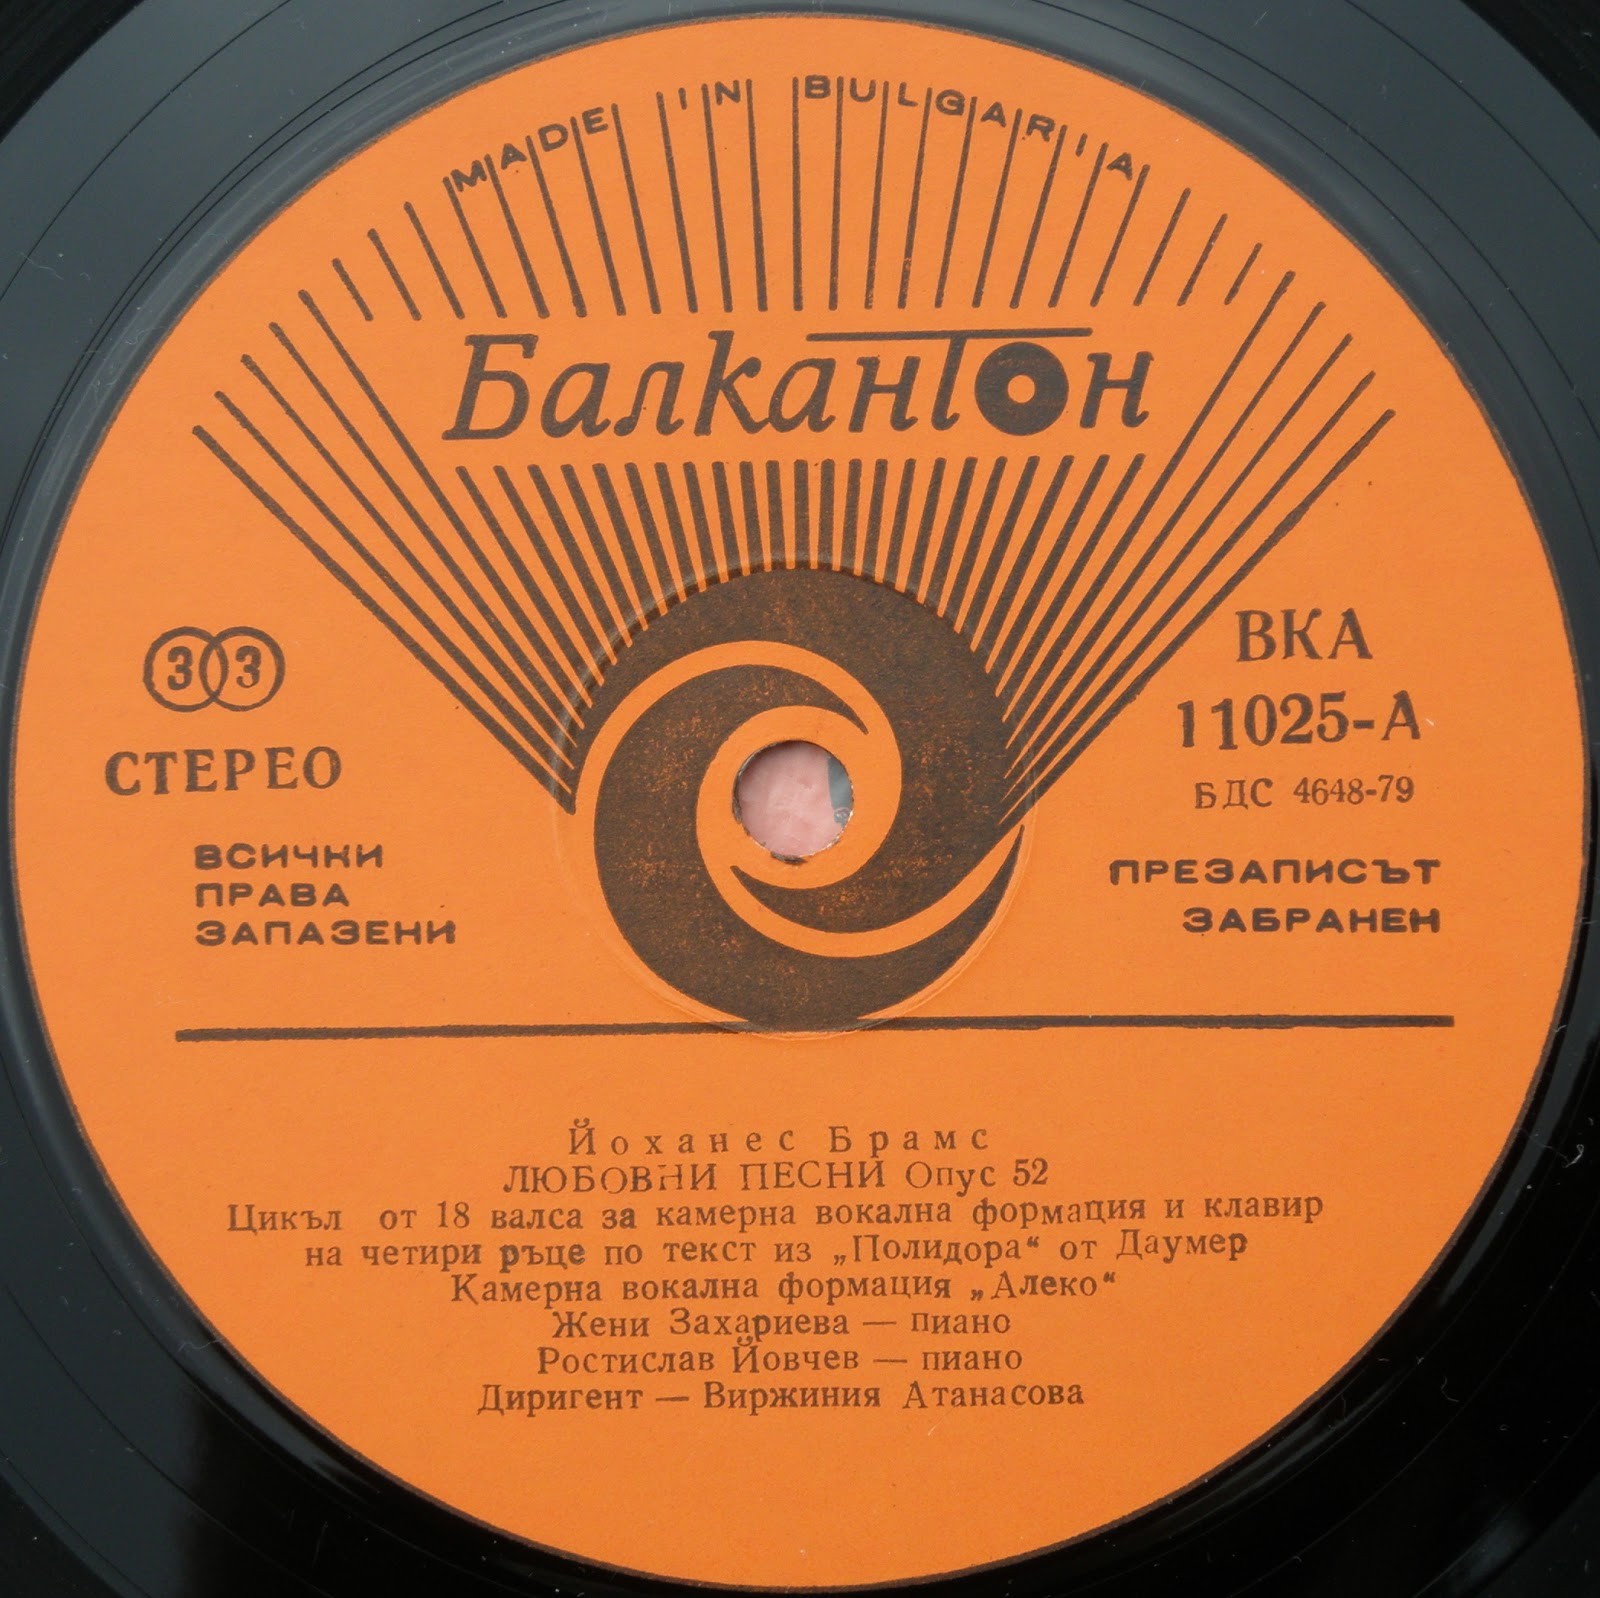 MADE IN BULGARIA
Балкантон
33
СТЕРЕО
ВСИЧКИ
ПРАВА
ЗАПАЗЕНИ
ВКА
11025-А
БДС 4648-79
ПРЕЗАПИСЪТ
ЗАБРАНЕН
Йоханес Брамс
ЛЮБОВНИ ПЕСНИ Опус 52
Цикъл от 18 валса за камерна вокална формация и клавир
на четири ръце по текст из „Полидора“ от Даумер
Камерна вокална формация „Алеко“
Жени Захариева — пиано
Ростислав Йовчев — пиано
Диригент — Виржиния Атанасова